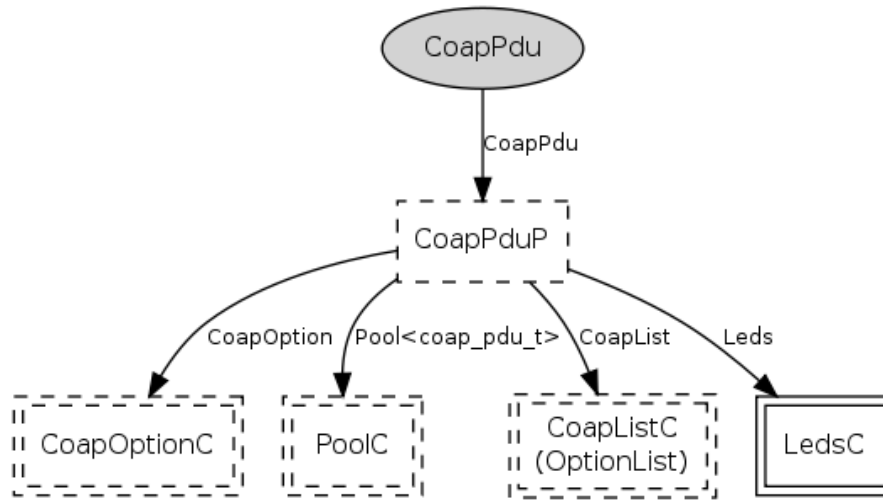 CoapPdu
CoapPdu
CoapPduP
CoapOption
Pool<coap_pdu_t>
CoapList
Leds
CoapOptionC
PoolC
CoapListC
(OptionList)
LedsC